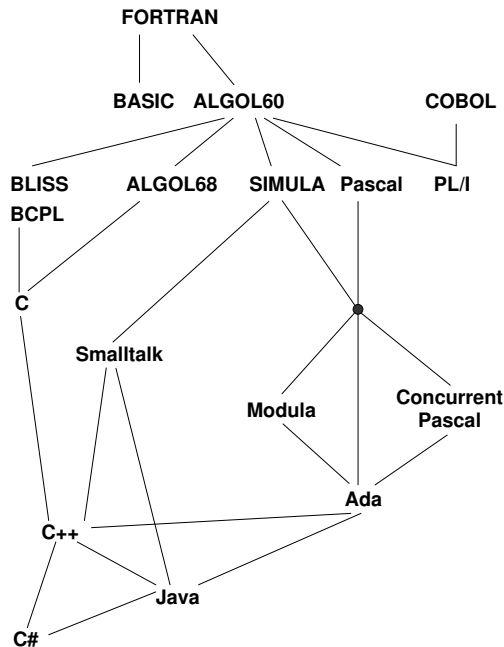 FORTRAN
BASIC ALGOL60 COBOL
BLISS ALGOL68 SIMULA Pascal PL/I
BCPL
C
Smalltalk
Modula
Concurrent
Pascal
Ada
C++
Java
C#